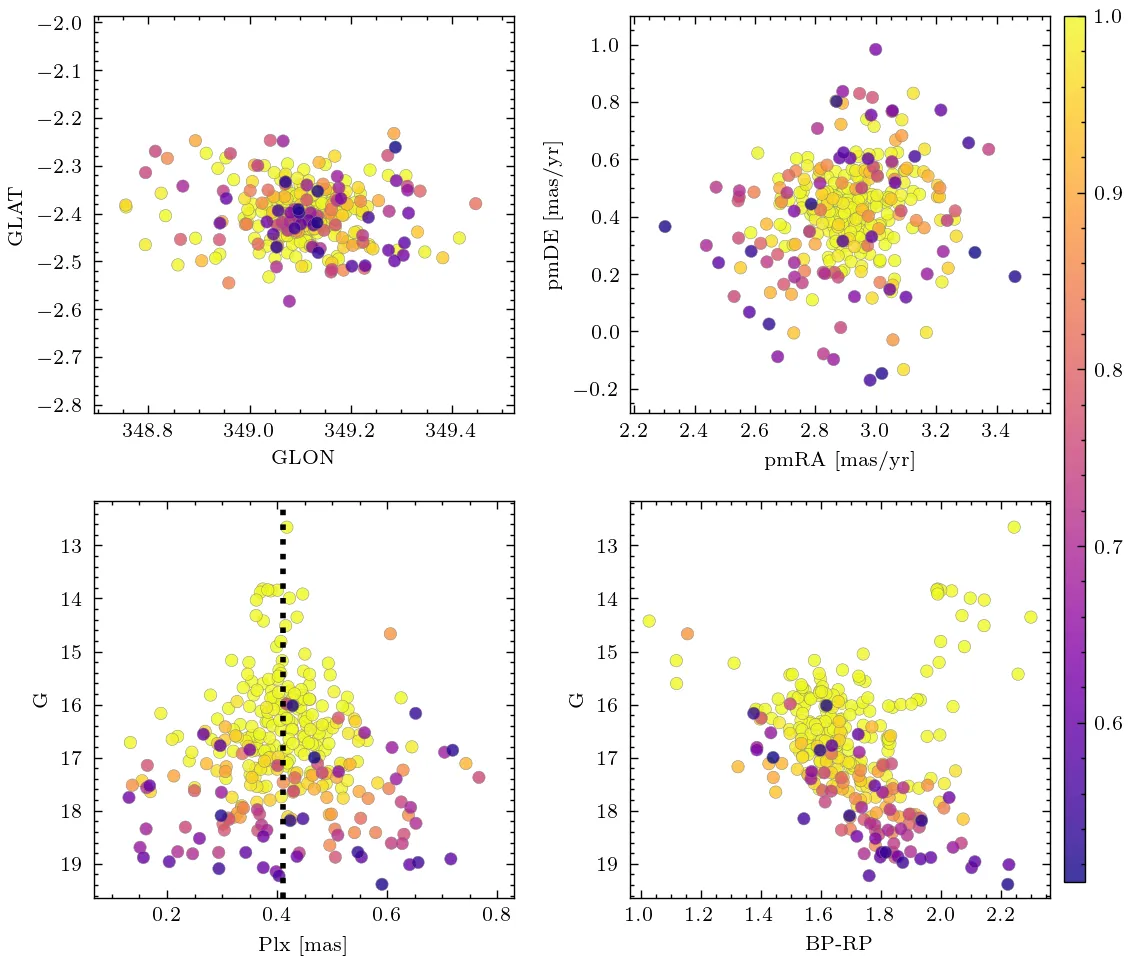 −2.0
−2.1
−2.2
−2.3
−2.4
−2.5
−2.6
−2.7
−2.8
GLAT
348.8 349.0 349.2 349.4
GLON
1.0
0.8
0.6
0.4
0.2
0.0
−0.2
pmDE [mas/yr]
2.2 2.4 2.6 2.8 3.0 3.2 3.4
pmRA [mas/yr]
13
14
15
16
17
18
19
G
0.2 0.4 0.6 0.8
Plx [mas]
13
14
15
16
17
18
19
G
1.0 1.2 1.4 1.6 1.8 2.0 2.2
BP-RP
1.0
0.9
0.8
0.7
0.6